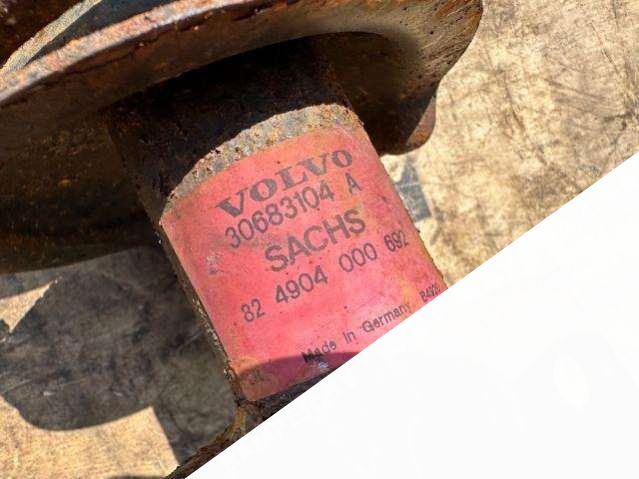 VOLVO
30683104 A
SACHS
82 4904 000 692
Made in Germany